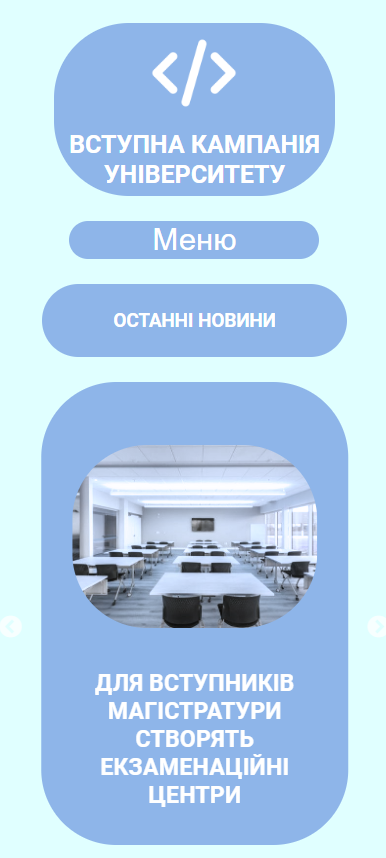 </>
ВСТУПНА КАМПАНІЯ
УНІВЕРСИТЕТУ
Меню
ОСТАННІ НОВИНИ
ДЛЯ ВСТУПНИКІВ
МАГІСТРАТУРИ
СТВОРЯТЬ
ЕКЗАМЕНАЦІЙНІ
ЦЕНТРИ